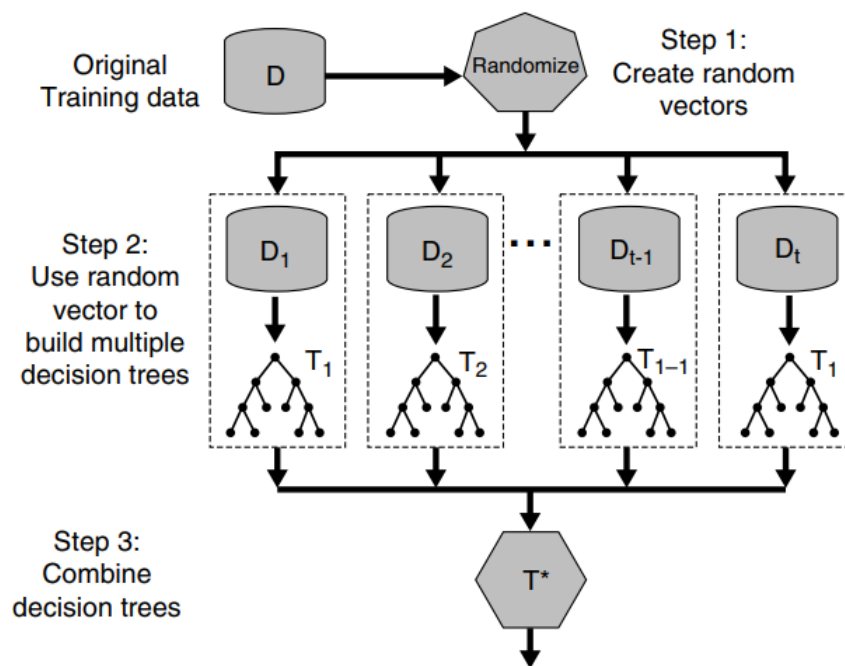 Original
Training data
D
Randomize
Step 1:
Create random
vectors
Step 2:
Use random
vector to
build multiple
decision trees
D₁
D₂
...
Dₜ₋₁
Dₜ
T₁
T₂
T₁₋₁
T₁
Step 3:
Combine
decision trees
T*